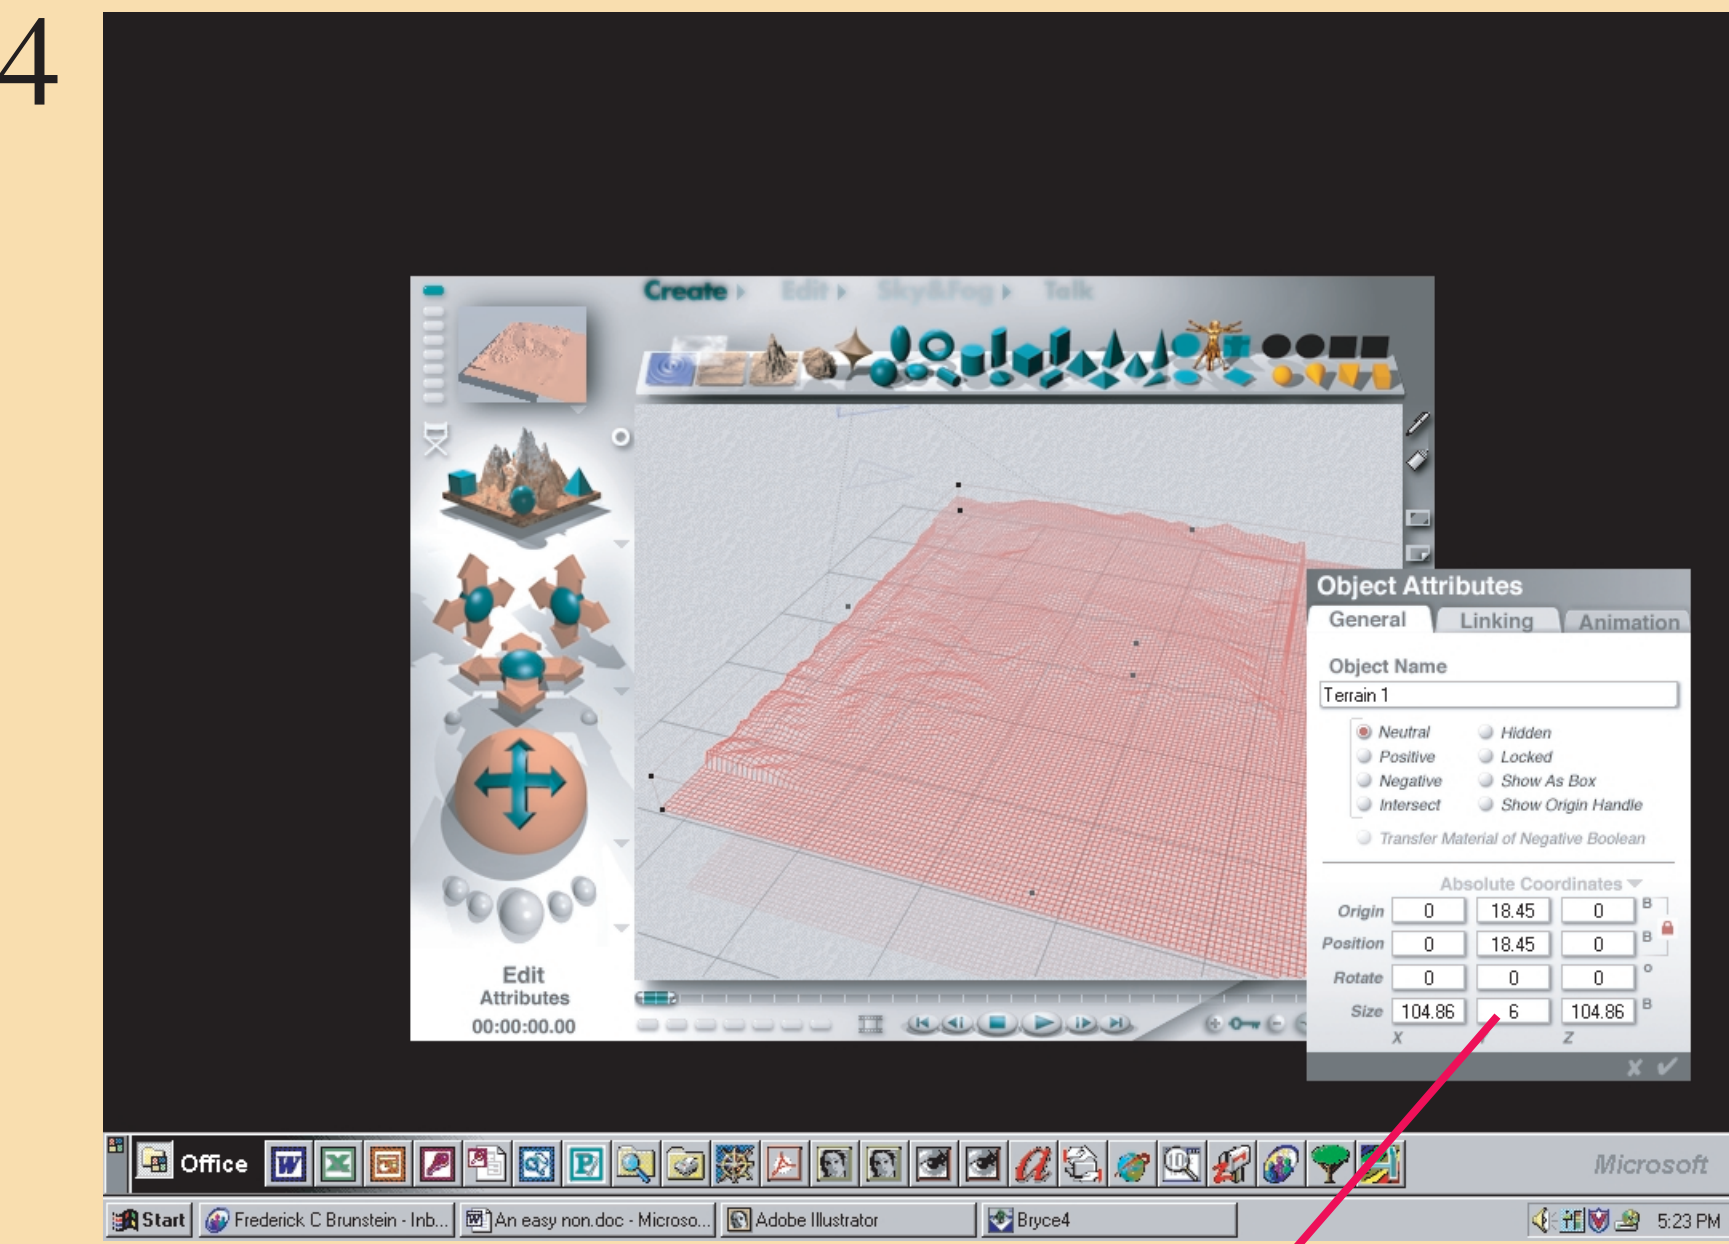 4
Create Edit Sky&Fog Talk
Object Attributes
General Linking Animation
Object Name
Terrain 1
Neutral Hidden
Positive Locked
Negative Show As Box
Intersect Show Origin Handle
Transfer Material of Negative Boolean
Absolute Coordinates
Origin 0 18.45 0 B
Position 0 18.45 0 B
Rotate 0 0 0 °
Size 104.86 6 104.86 B
X Z
Edit
Attributes
00:00:00.00
Office Microsoft
Start Frederick C Brunstein - Inb... An easy non.doc - Microso... Adobe Illustrator Bryce4 5:23 PM